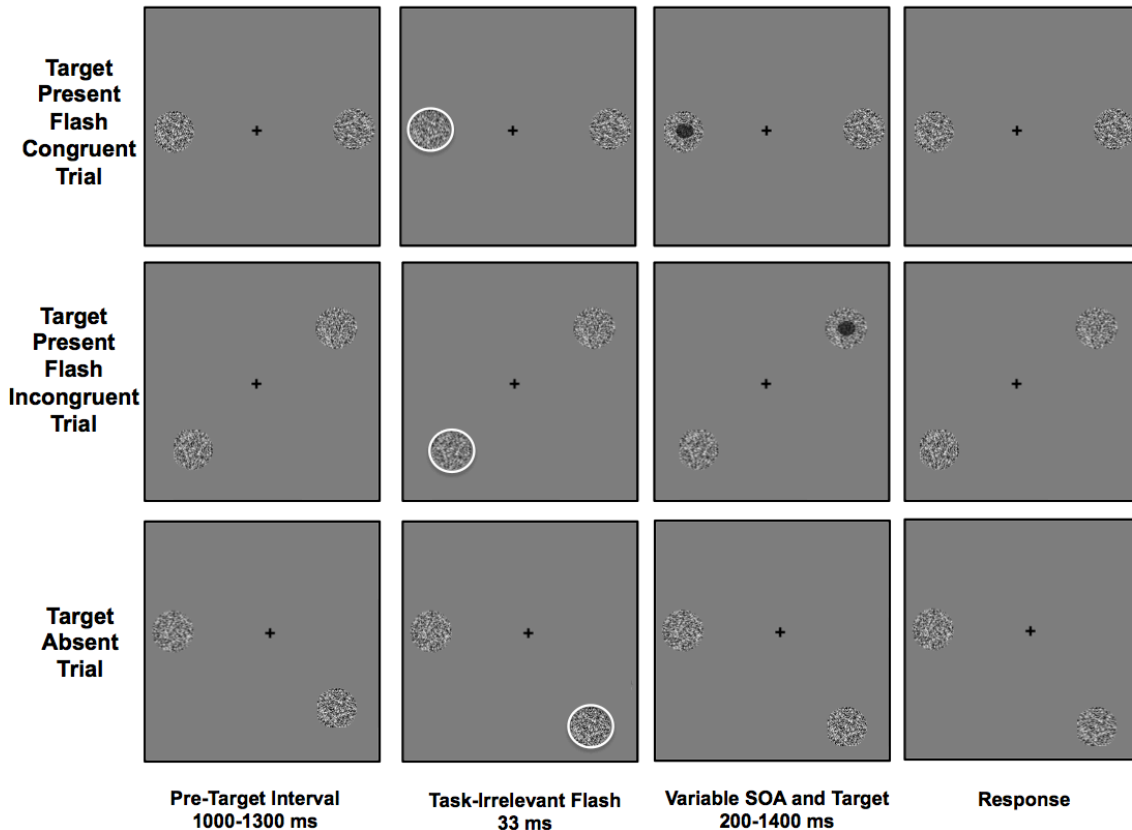 Target
Present
Flash
Congruent
Trial
Target
Present
Flash
Incongruent
Trial
Target
Absent
Trial
Pre-Target Interval
1000-1300 ms
Task-Irrelevant Flash
33 ms
Variable SOA and Target
200-1400 ms
Response